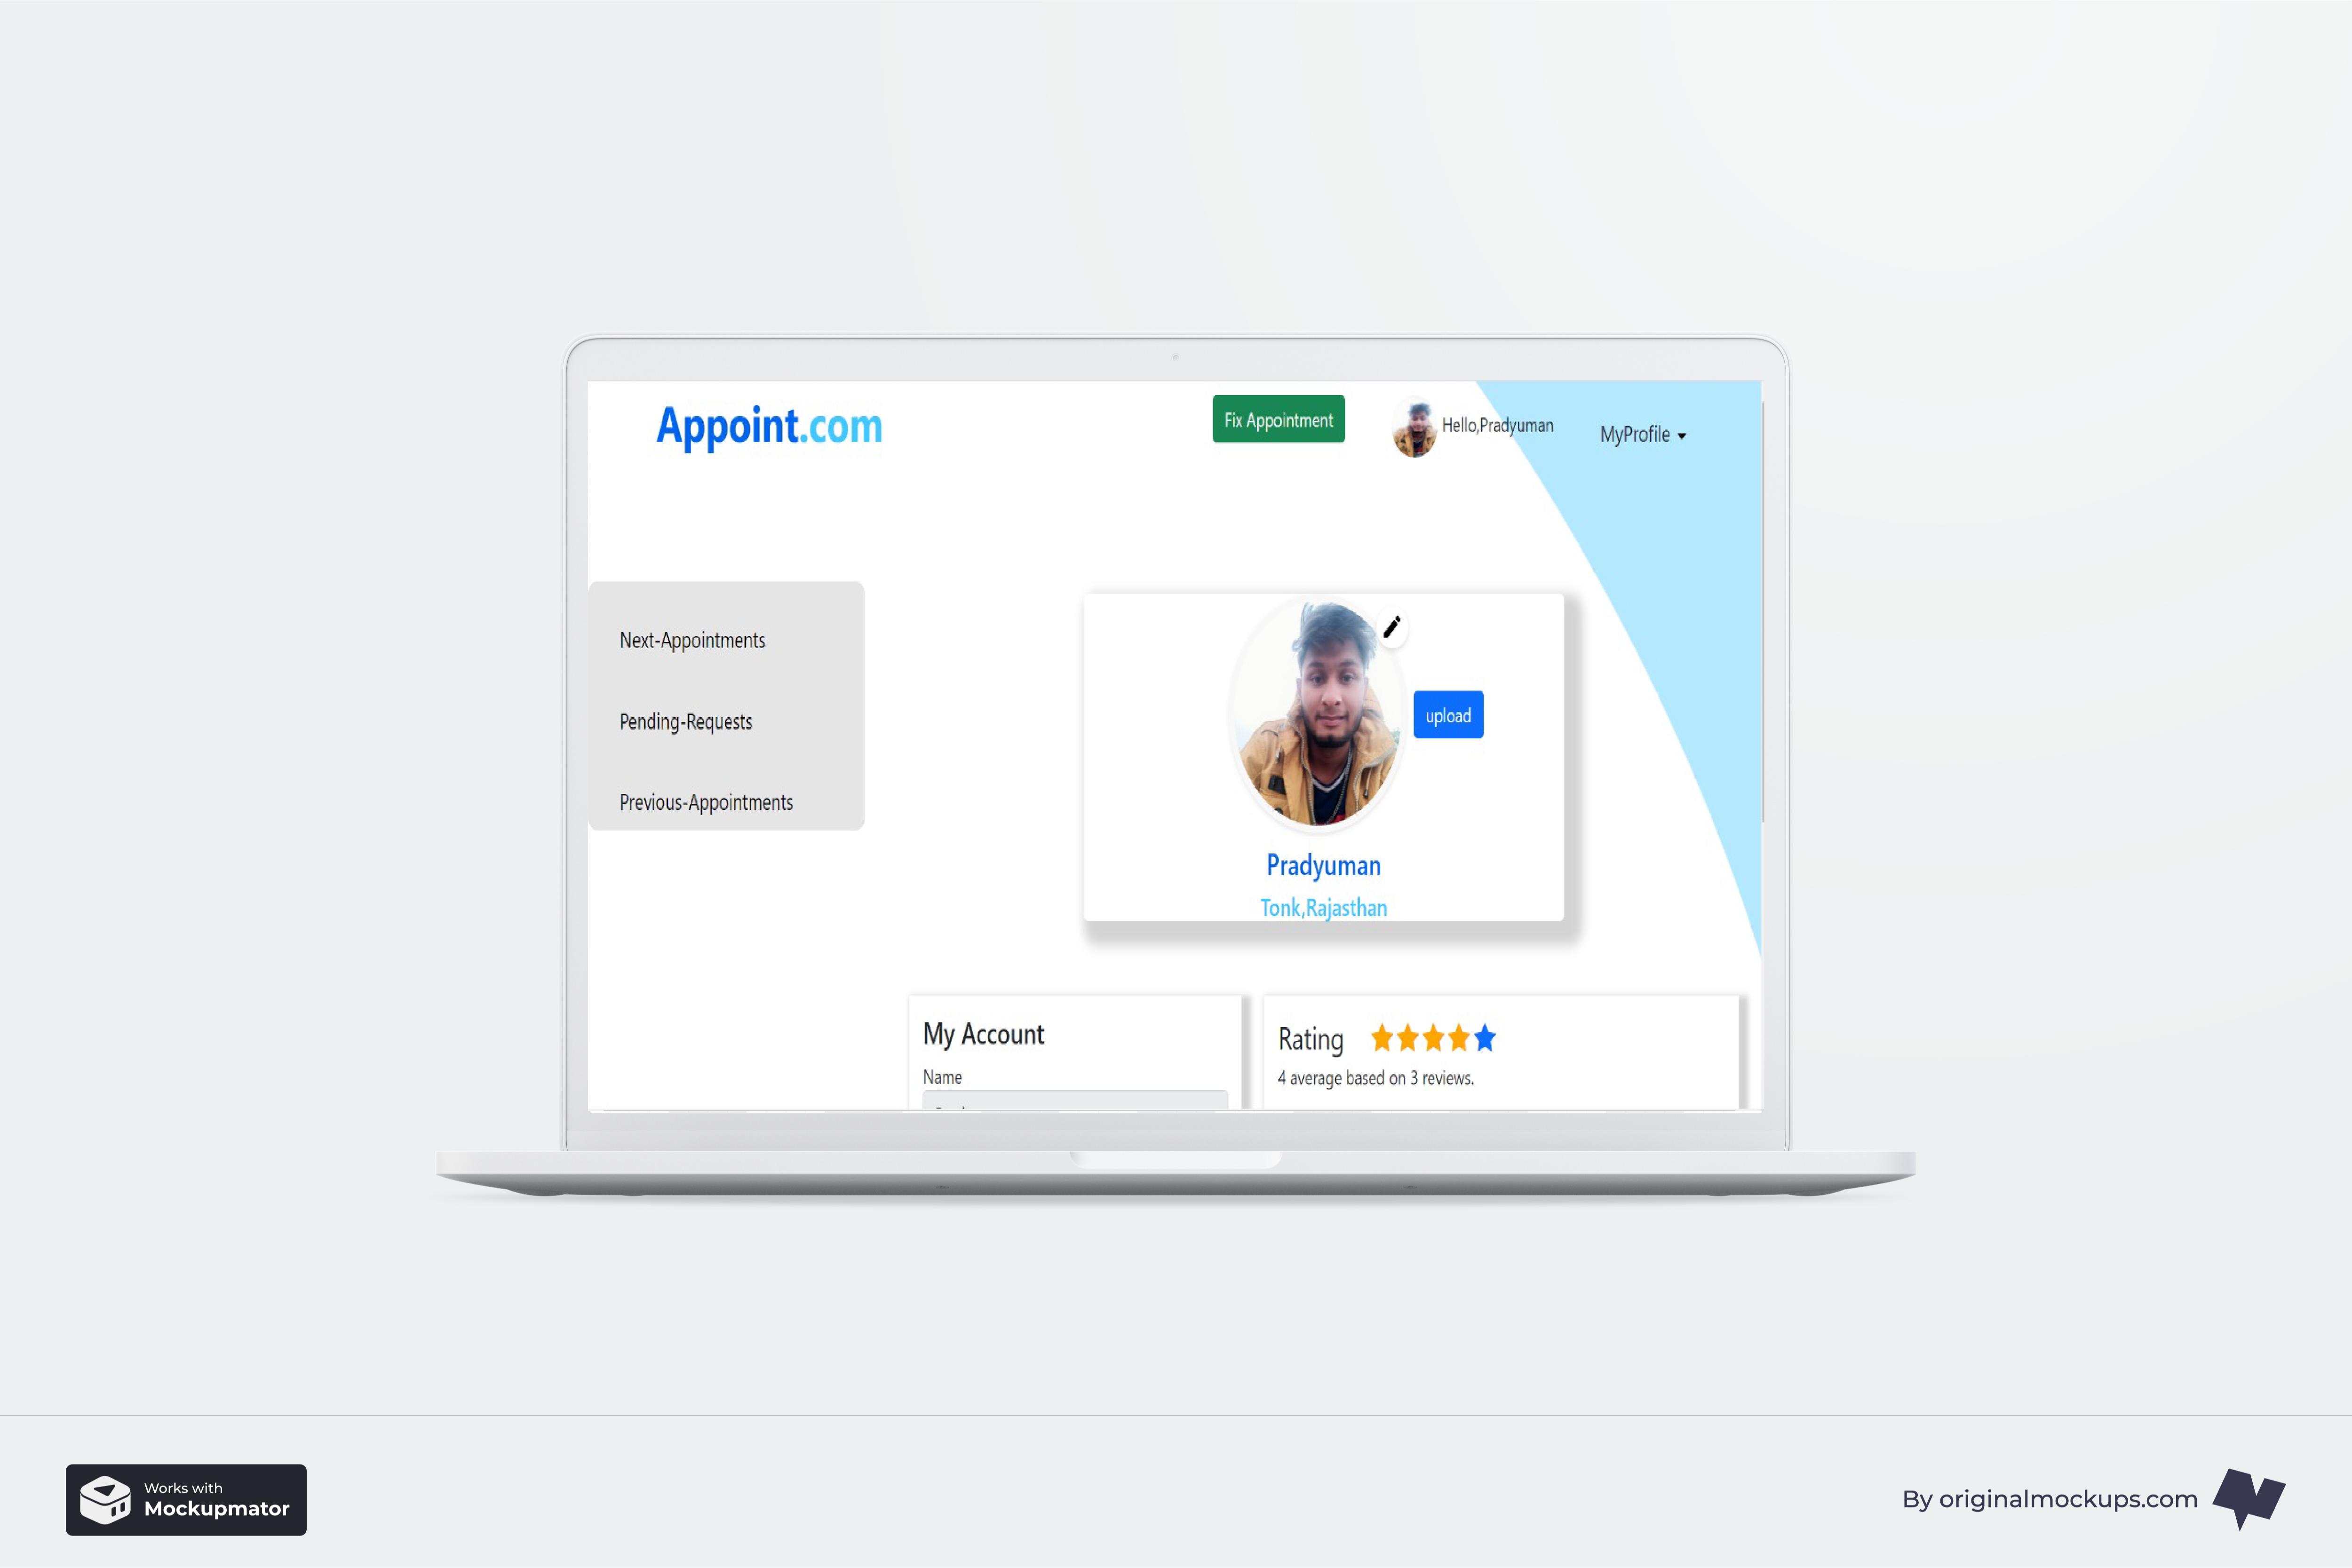 Appoint.com
Fix Appointment
Hello,Pradyuman
MyProfile
Next-Appointments
Pending-Requests
Previous-Appointments
upload
Pradyuman
Tonk,Rajasthan
My Account
Name
Rating
4 average based on 3 reviews.
Works with
Mockupmator
By originalmockups.com